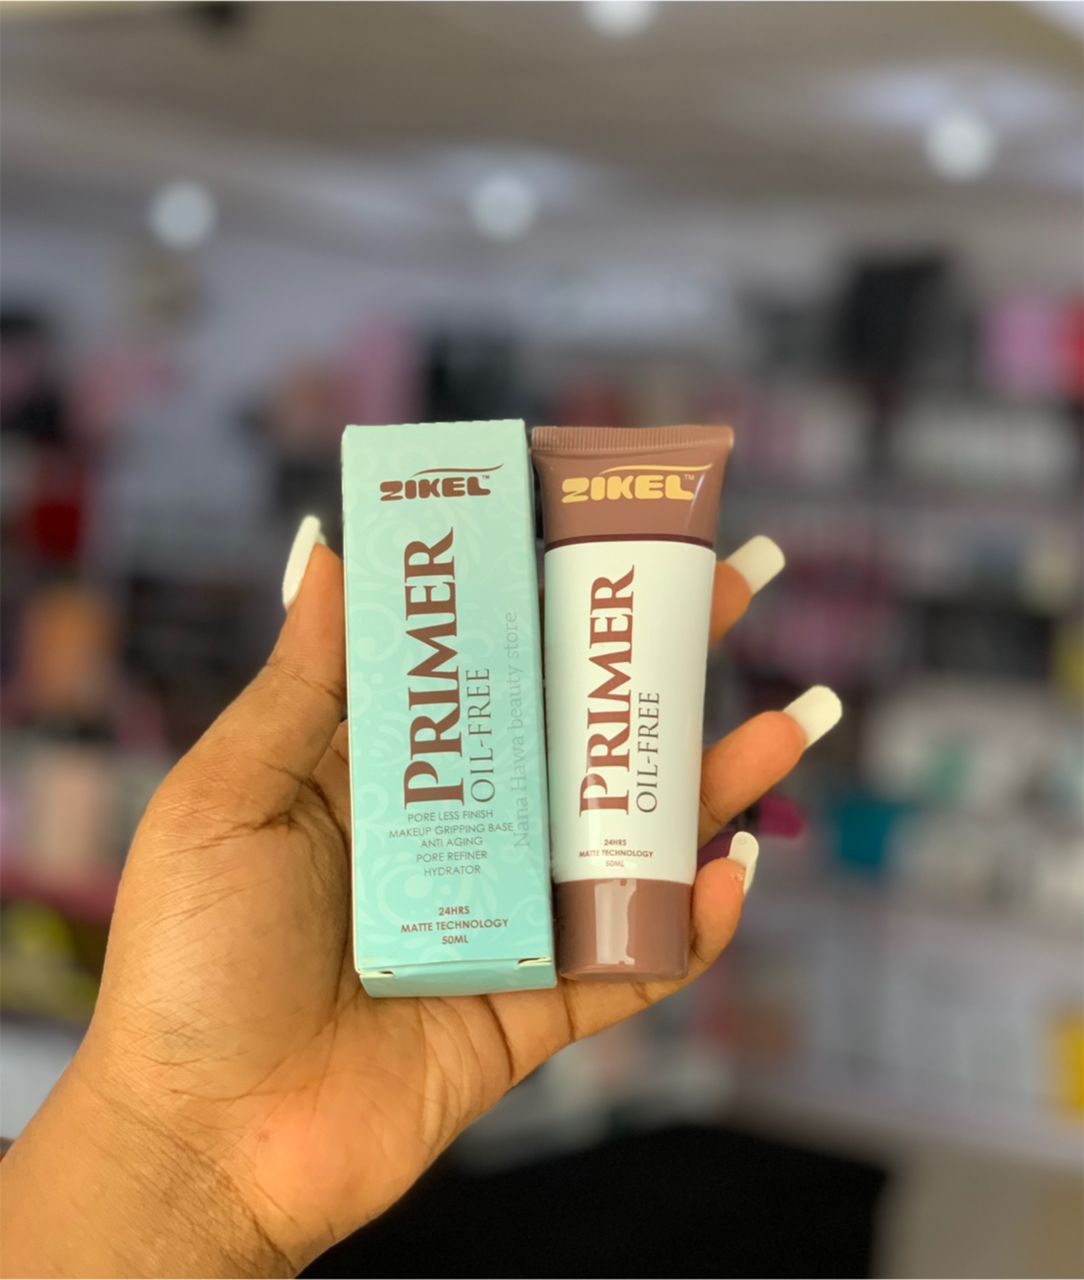 ZIKEL™
PRIMER
OIL-FREE
PORE LESS FINISH
MAKEUP GRIPPING BASE
ANTI AGING
PORE REFINER
HYDRATOR
24HRS
MATTE TECHNOLOGY
50ML
Nana Hawa beauty store
ZIKEL™
PRIMER
OIL-FREE
24HRS
MATTE TECHNOLOGY
50ML